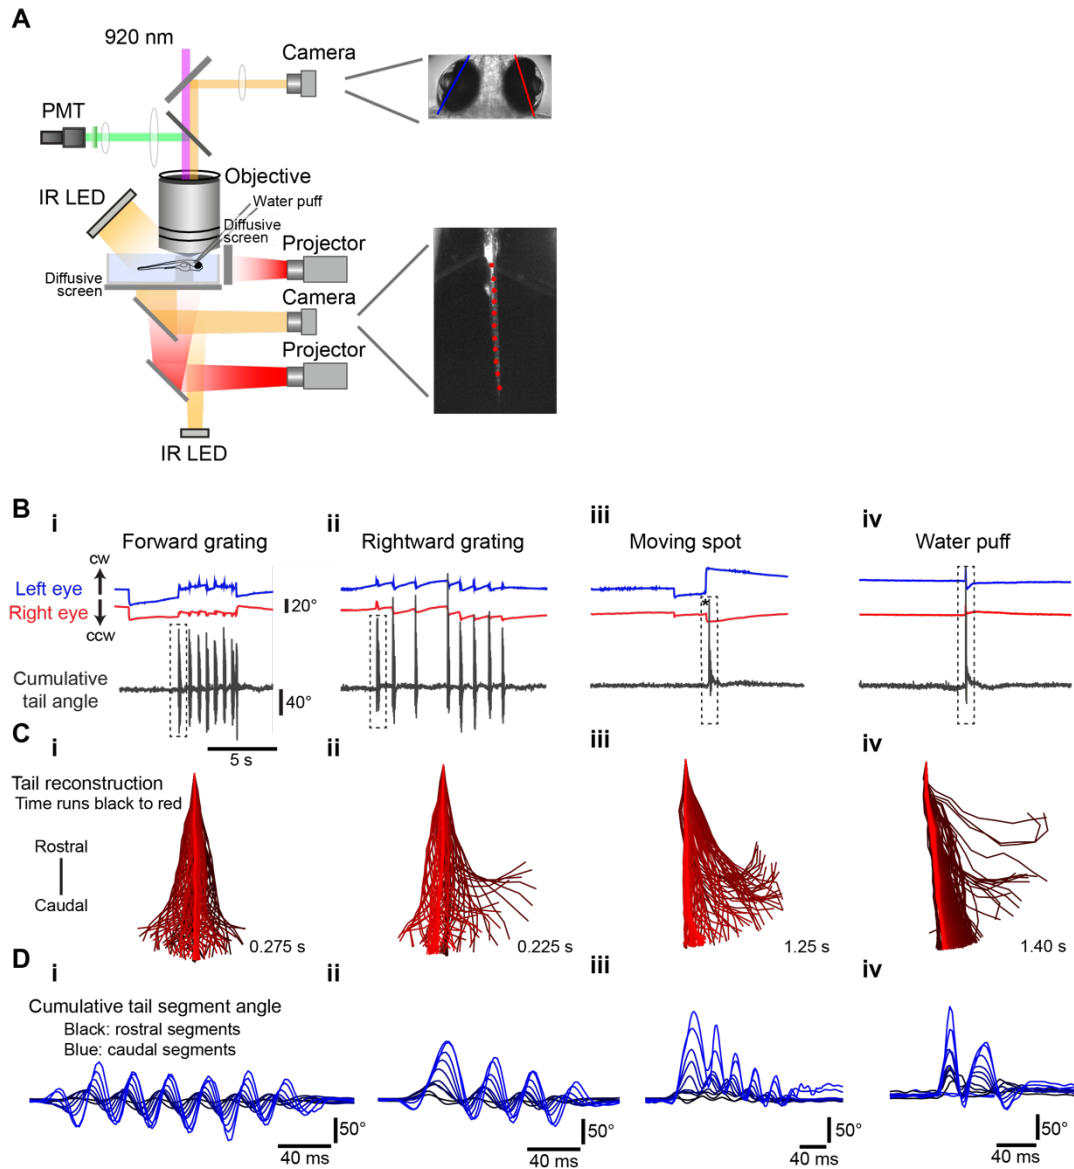 A
920 nm
Camera
PMT
Objective
IR LED
Water puff
Diffusive
screen
Projector
Diffusive
screen
Camera
Projector
IR LED
B
i
ii
iii
iv
Forward grating
Rightward grating
Moving spot
Water puff
cw
Left eye
Right eye
ccw
20°
*
Cumulative
tail angle
40°
5 s
C
i
ii
iii
iv
Tail reconstruction
Time runs black to red
Rostral
Caudal
0.275 s
0.225 s
1.25 s
1.40 s
D
i
ii
iii
iv
Cumulative tail segment angle
Black: rostral segments
Blue: caudal segments
50°
50°
50°
50°
40 ms
40 ms
40 ms
40 ms